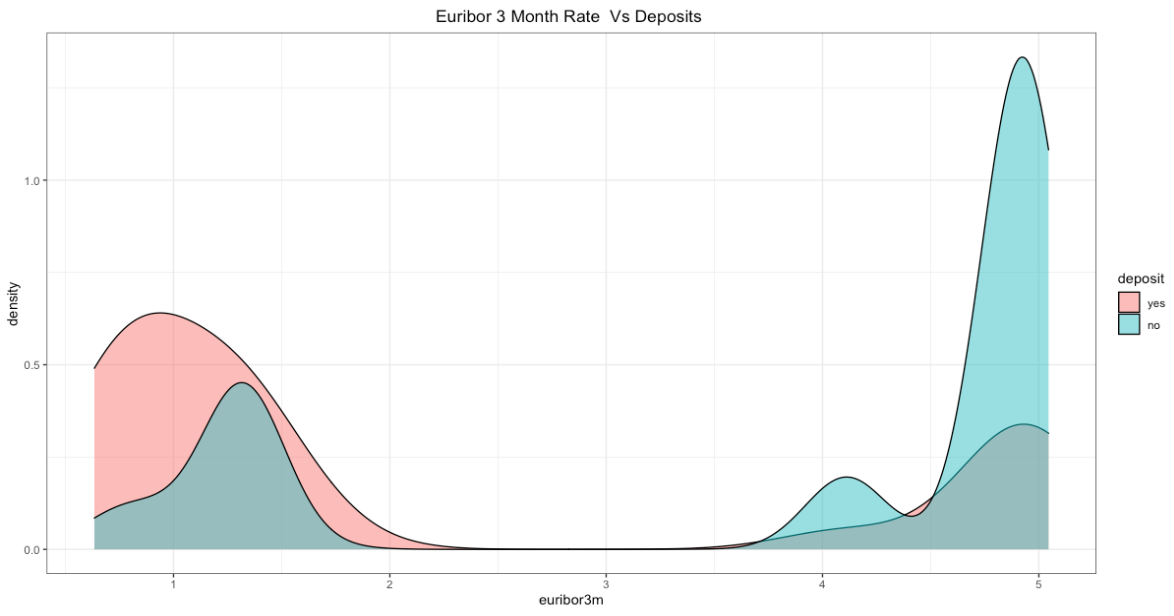 Euribor 3 Month Rate  Vs Deposits
density
1.0
0.5
0.0
1 2 3 4 5
euribor3m
deposit
yes
no